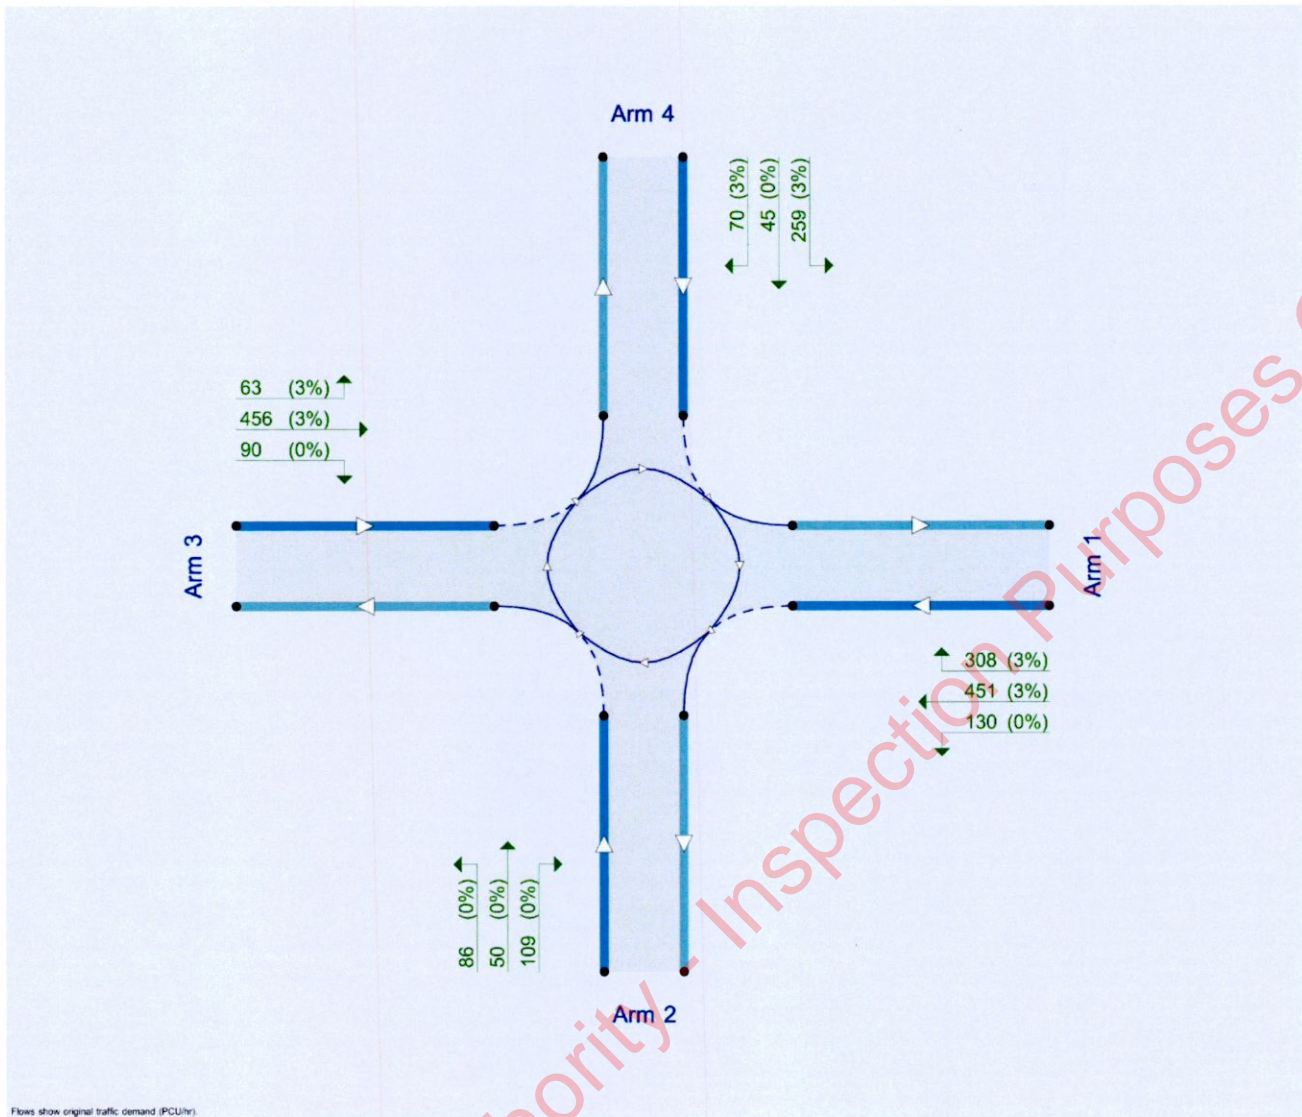 Arm 4
70 (3%)
45 (0%)
259 (3%)
63 (3%)
456 (3%)
90 (0%)
Arm 3
Arm 1
308 (3%)
451 (3%)
130 (0%)
86 (0%)
50 (0%)
109 (0%)
Arm 2
- Inspection Purposes
Flows show original traffic demand (PCU/hr).